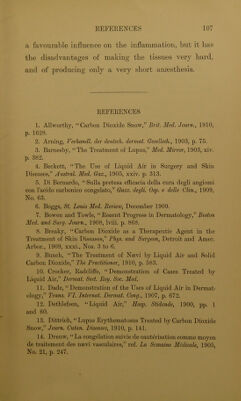 REFERENCES 107
a favourable influence on the inflammation, but it has
the disadvantages of making the tissues very hard,
and of producing only a very short anæsthesia.
REFERENCES
1. Allworthy, “Carbon Dioxide Snow,” Brit. Med. Journ., 1910,
p. 1628.
2. Arning, Verhandl. der deutsch. dermat. Gesellsch., 1903, p. 75.
3. Barnesby, “The Treatment of Lupus,” Med. Mirror, 1903, xiv.
p. 382.
4. Beckett, “The Use of Liquid Air in Surgery and Skin
Diseases,” Austral. Med. Gaz., 1905, xxiv. p. 313.
5. Di Bernardo, “Sulla pretesa efficacia della cura degli angiomi
con l'acido carbonico congelato,” Gazz. degli. Osp. e delle Clin., 1909,
No. 63.
6. Boggs, St. Louis Med. Review, December 1909.
7. Bowen and Towle, “Recent Progress in Dermatology,” Boston
Med. and Surg. Journ., 1908, lviii. p. 868.
8. Breaky, “Carbon Dioxide as a Therapeutic Agent in the
Treatment of Skin Diseases,” Phys. and Surgeon, Detroit and Amer.
Arbor., 1909, xxxi., Nos. 3 to 6.
9. Bunch, “The Treatment of Nævi by Liquid Air and Solid
Carbon Dioxide,” The Practitioner, 1910, p. 563.
10. Crocker, Radcliffe, “Demonstration of Cases Treated by
Liquid Air,” Dermat. Sect. Roy. Soc. Med.
11. Dade, “Demonstration of the Uses of Liquid Air in Dermat-
ology,” Trans. VI. Internat. Dermat. Cong., 1907, p. 672.
12. Dethlefsen, “Liquid Air,” Hosp. Stidende, 1900, pp. 1
and 80.
13. Dittrich, “Lupus Erythematosus Treated by Carbon Dioxide
Snow,” Journ. Cutan. Diseases, 1910, p. 141.
14. Dreuw, “La congelation suivie de cautérisation comme moyen
de traitement des nævi vasculaires,” ref. La Semaine Médicale, 1905,
No. 21, p. 247.